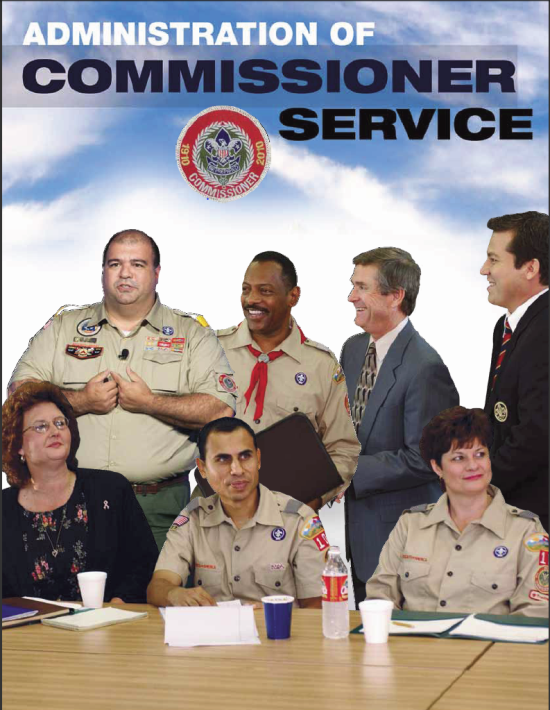 ADMINISTRATION OF
COMMISSIONER
SERVICE
1910
2010
COMMISSIONER